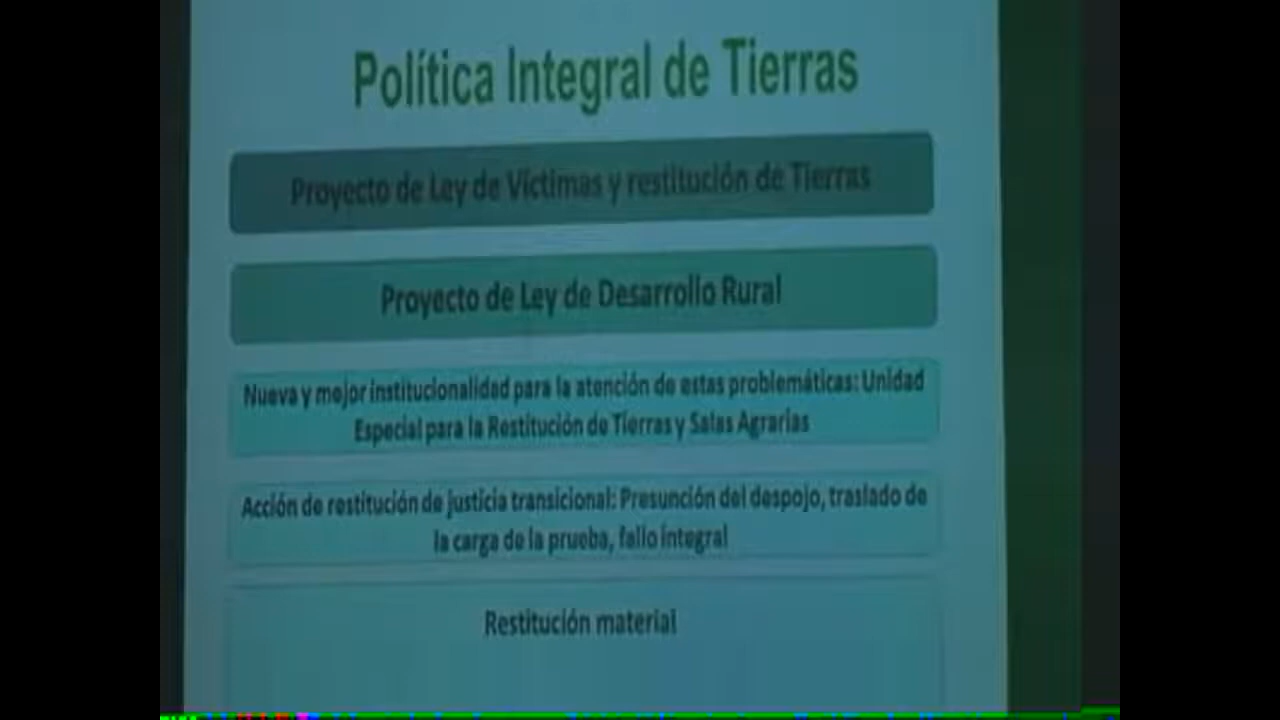 Política Integral de Tierras
Proyecto de Ley de Víctimas y restitución de Tierras
Proyecto de Ley de Desarrollo Rural
Nueva y mejor institucionalidad para la atención de estas problemáticas: Unidad
Especial para la Restitución de Tierras y Salas Agrarias
Acción de restitución de justicia transicional: Presunción del despojo, traslado de
la carga de la prueba, fallo integral
Restitución material